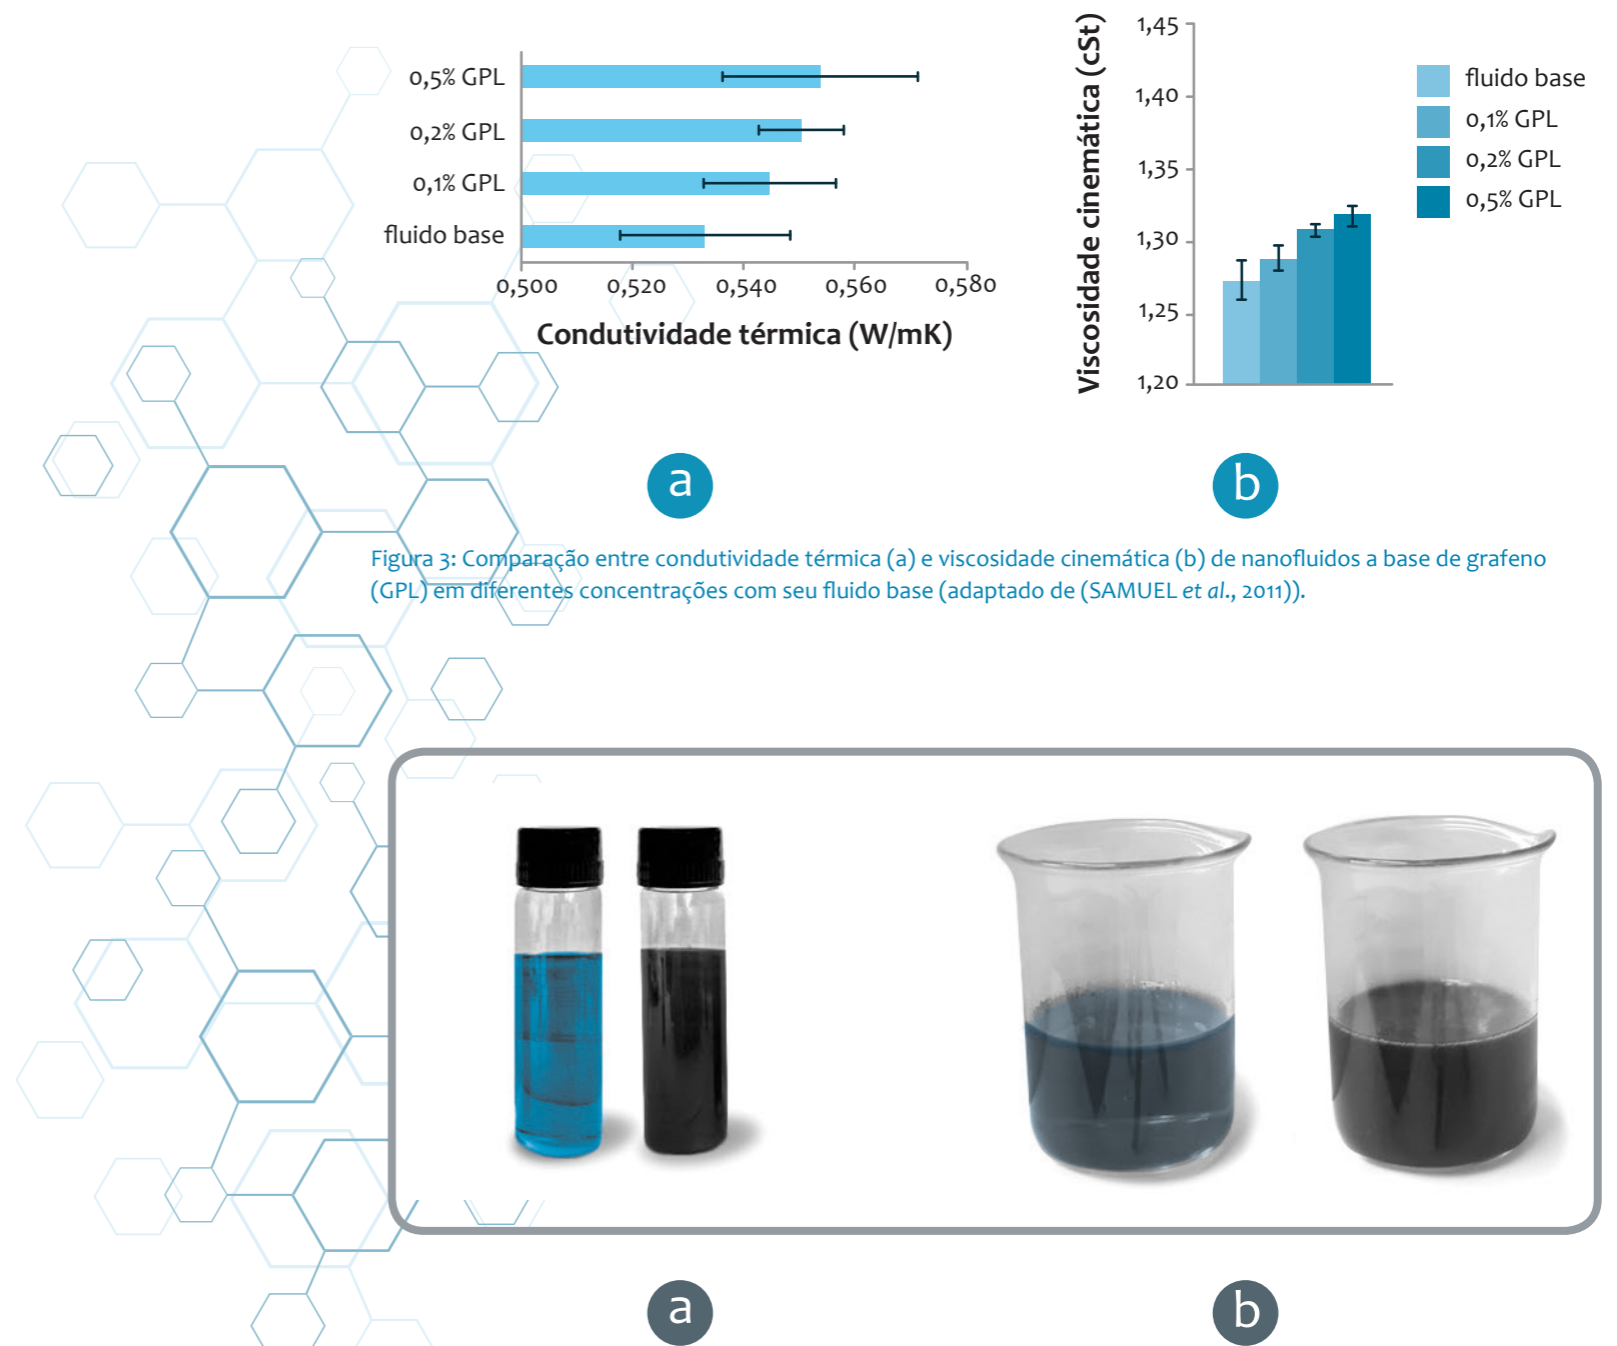 0,5% GPL
0,2% GPL
0,1% GPL
fluido base
0,500 0,520 0,540 0,560 0,580
Condutividade térmica (W/mK)
a
Viscosidade cinemática (cSt)
1,45
1,40
1,35
1,30
1,25
1,20
fluido base
0,1% GPL
0,2% GPL
0,5% GPL
b
Figura 3: Comparação entre condutividade térmica (a) e viscosidade cinemática (b) de nanofluidos a base de grafeno
(GPL) em diferentes concentrações com seu fluido base (adaptado de (SAMUEL et al., 2011)).
a
b